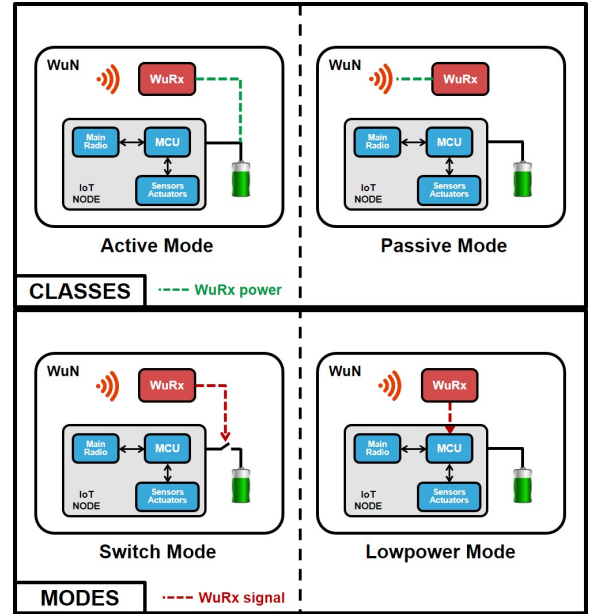 WuN
WuRx
Main
Radio
MCU
Sensors
Actuators
IoT
NODE
Active Mode
WuN
WuRx
Main
Radio
MCU
Sensors
Actuators
IoT
NODE
Passive Mode
CLASSES
WuRx power
WuN
WuRx
Main
Radio
MCU
Sensors
Actuators
IoT
NODE
Switch Mode
WuN
WuRx
Main
Radio
MCU
Sensors
Actuators
IoT
NODE
Lowpower Mode
MODES
WuRx signal